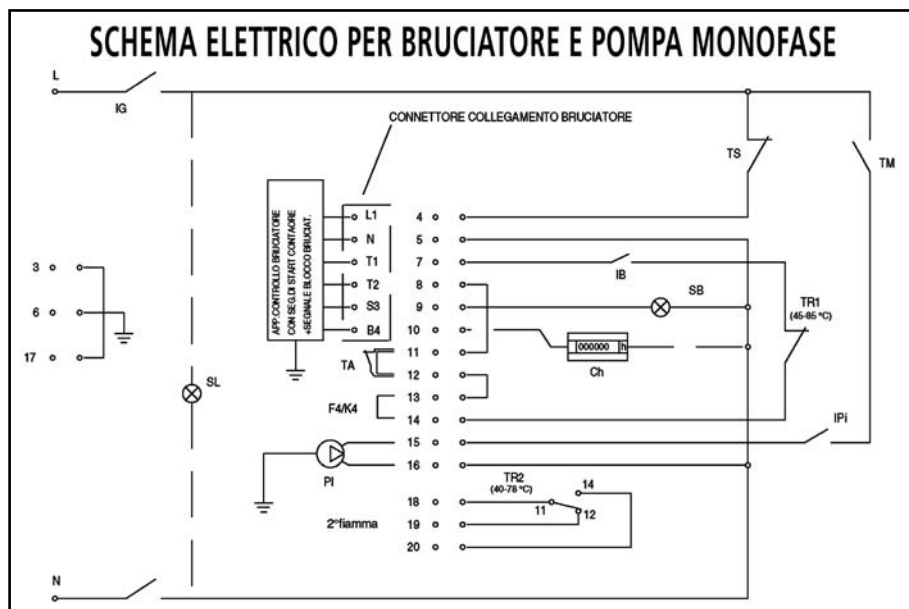 SCHEMA ELETTRICO PER BRUCIATORE E POMPA MONOFASE
L
IG
CONNETTORE COLLEGAMENTO BRUCIATORE
TS
TM
APP.CONTROLLO BRUCIATORE
CON SEG.DI START CONTAORE
+SEGNALE BLOCCO BRUCIAT.
L1
N
T1
T2
S3
B4
4
5
7
8
9
10
11
12
13
14
15
16
18
19
20
3
6
17
IB
SB
TR1
(45-85 °C)
000000 h
Ch
TA
F4/K4
SL
IPi
PI
TR2
(40-78 °C)
14
11
12
2°fiamma
N